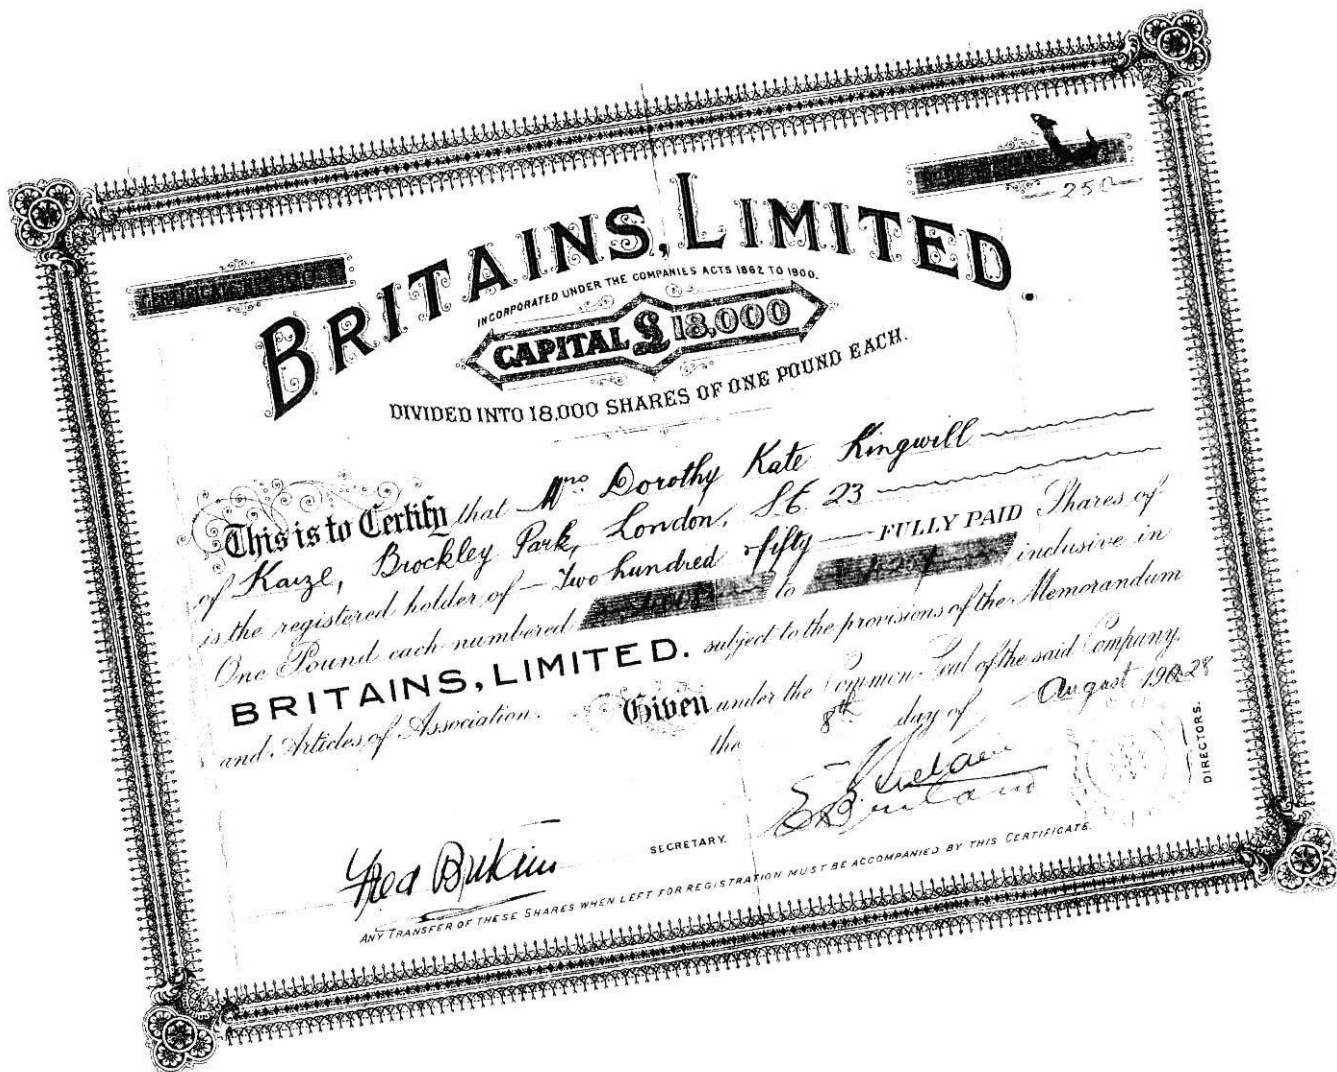 250
BRITAINS, LIMITED.
INCORPORATED UNDER THE COMPANIES ACTS 1862 TO 1900.
CAPITAL £18,000
DIVIDED INTO 18,000 SHARES OF ONE POUND EACH.
This is to Certify that Mrs. Dorothy Kate Kingwill
of Brockley Park, London, SE 23
is the registered holder of Two hundred fifty FULLY PAID Shares of
One Pound each numbered to inclusive in
BRITAINS, LIMITED. subject to the provisions of the Memorandum
and Articles of Association. Given under the Common Seal of the said Company,
the 8th day of August 1928
Fred Britain SECRETARY.
DIRECTORS.
ANY TRANSFER OF THESE SHARES WHEN LEFT FOR REGISTRATION MUST BE ACCOMPANIED BY THIS CERTIFICATE.